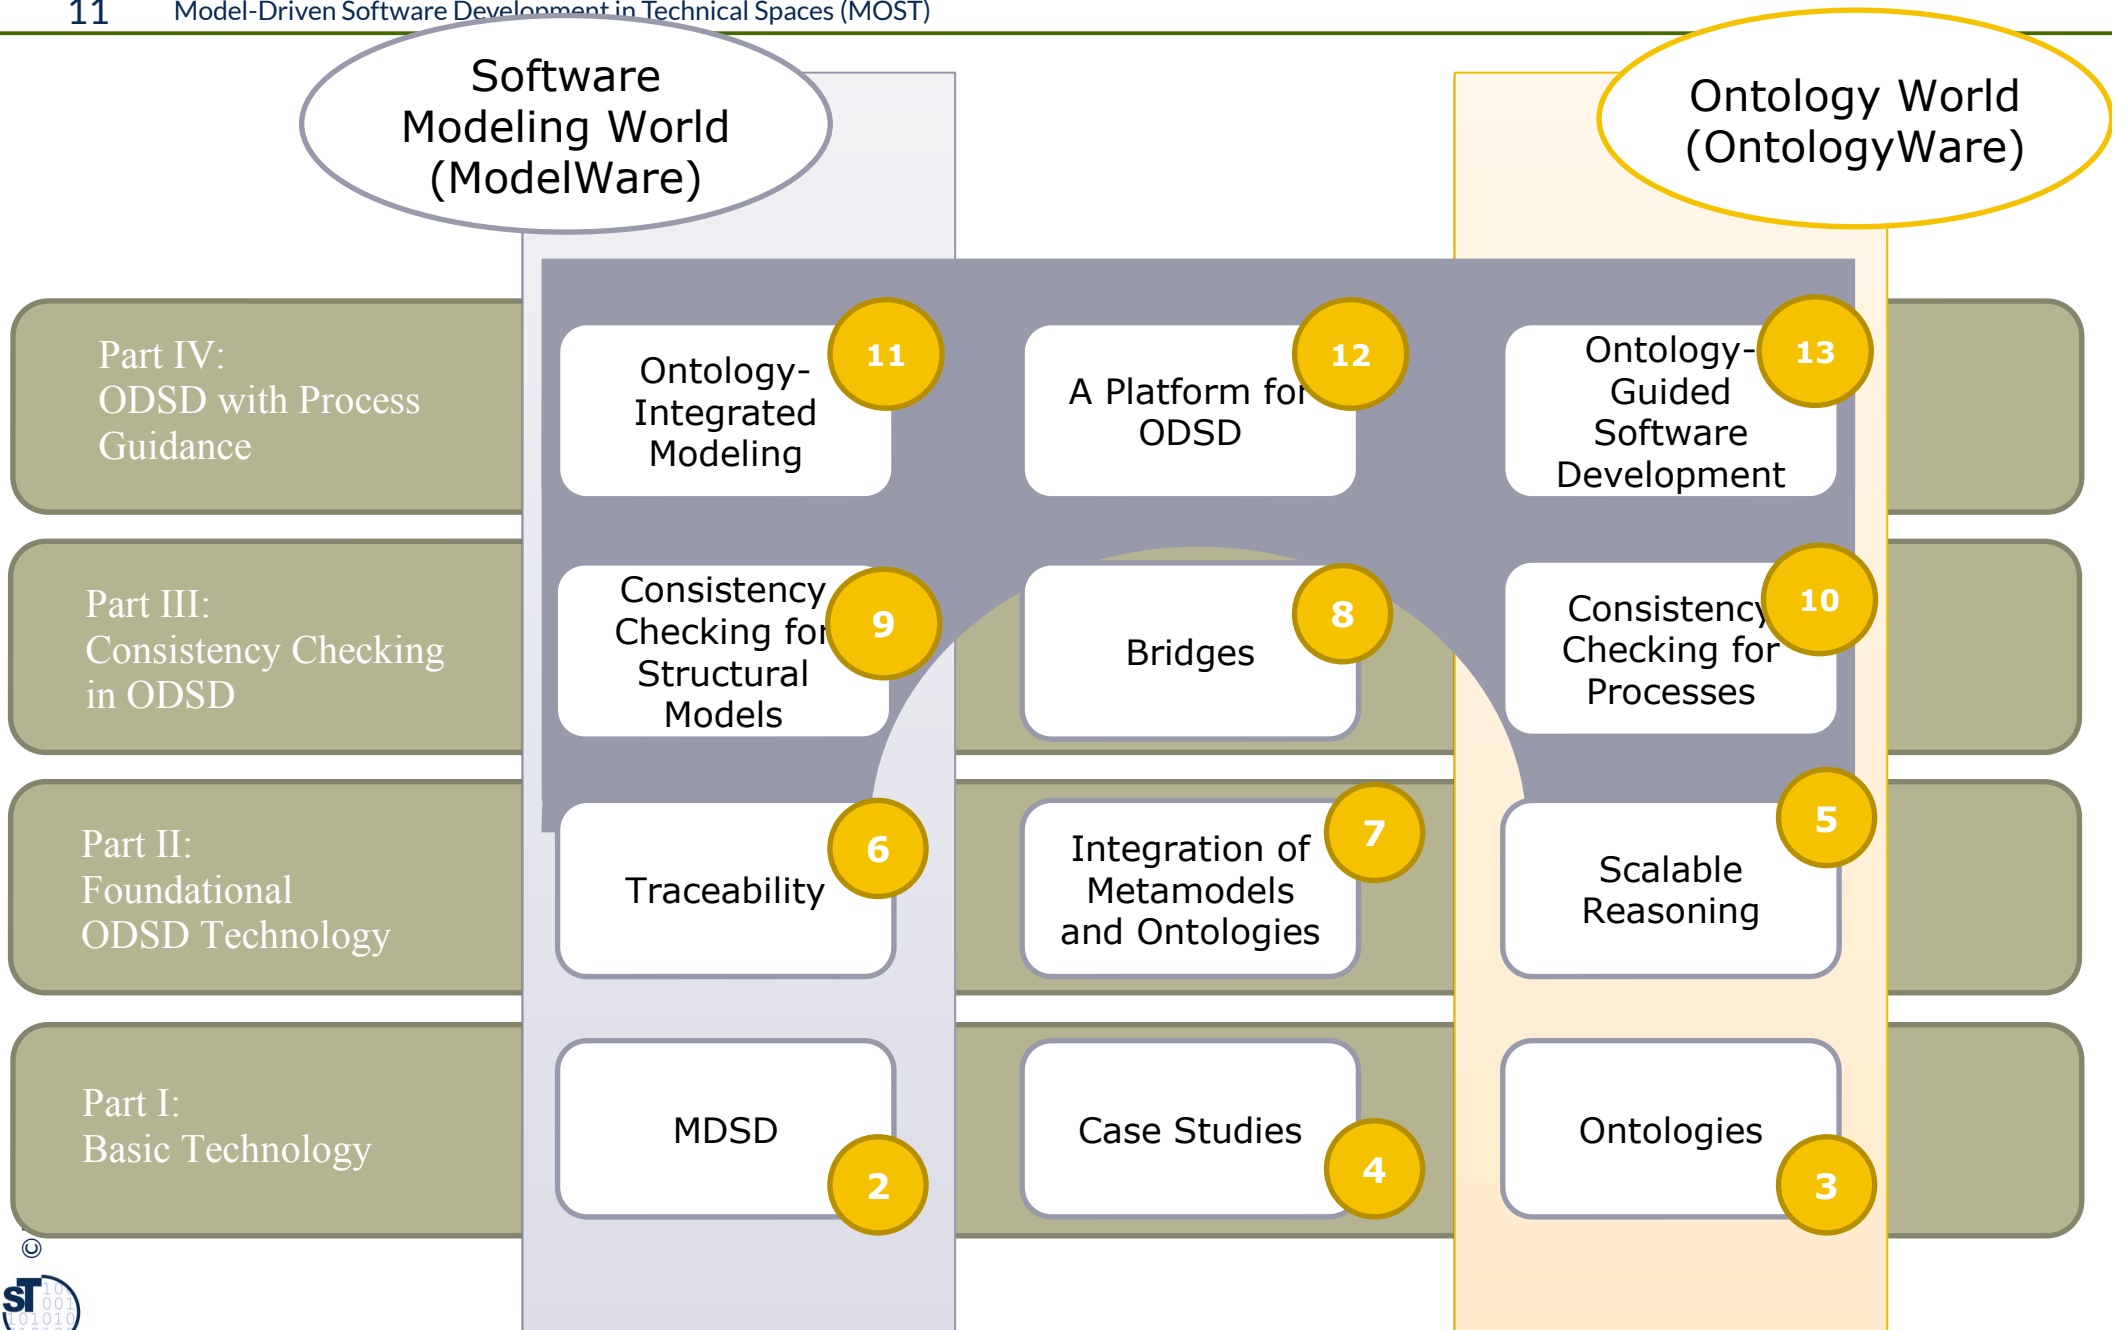 11 Model-Driven Software Development in Technical Spaces (MOST)
Software
Modeling World
(ModelWare)
Ontology World
(OntologyWare)
Part IV:
ODSD with Process
Guidance
Ontology-
Integrated
Modeling
11
A Platform for
ODSD
12
Ontology-
Guided
Software
Development
13
Part III:
Consistency Checking
in ODSD
Consistency
Checking for
Structural
Models
9
Bridges
8
Consistency
Checking for
Processes
10
Part II:
Foundational
ODSD Technology
Traceability
6
Integration of
Metamodels
and Ontologies
7
Scalable
Reasoning
5
Part I:
Basic Technology
MDSD
2
Case Studies
4
Ontologies
3
©
ST